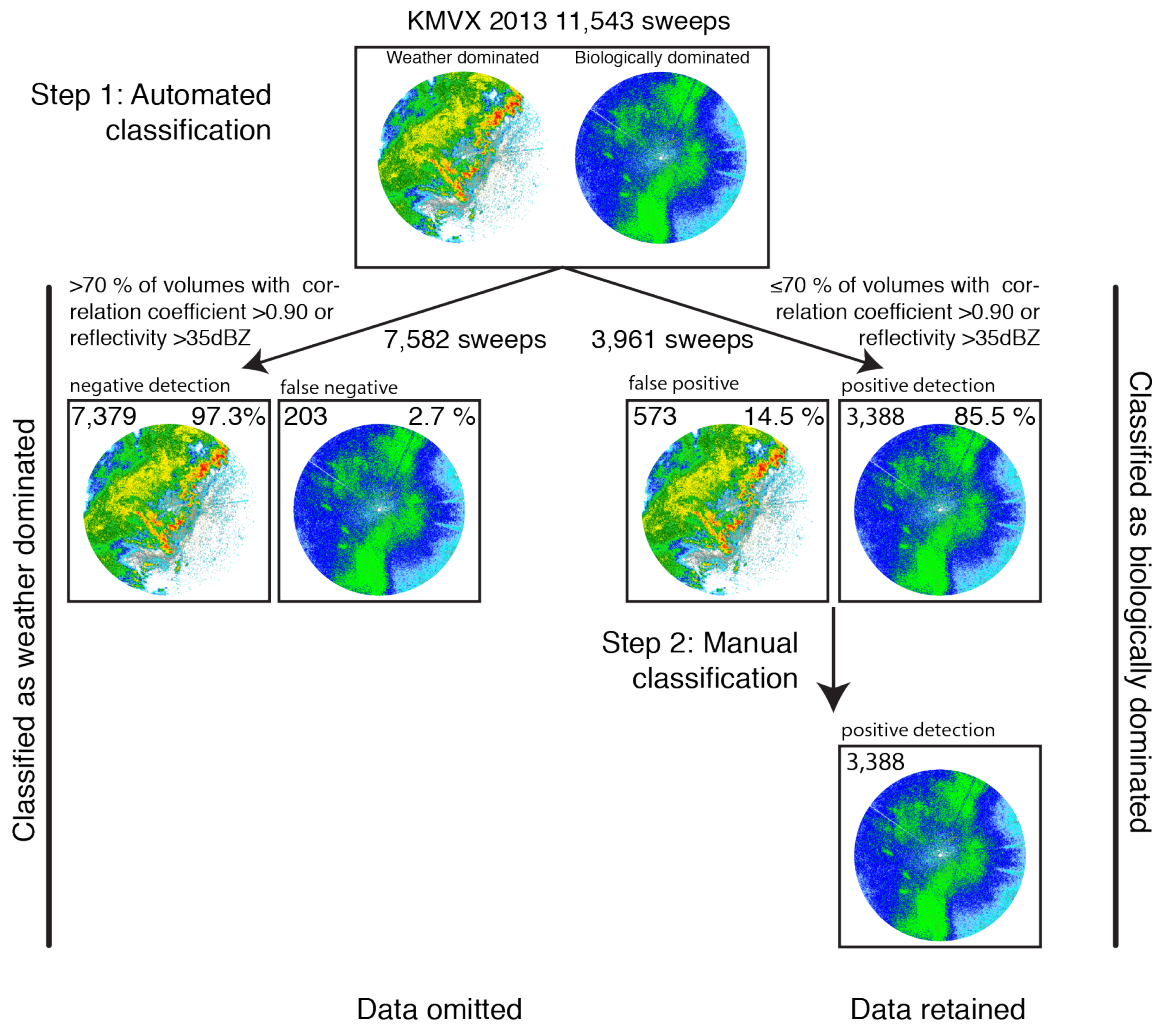 KMVX 2013 11,543 sweeps
Weather dominated
Biologically dominated
Step 1: Automated
classification
>70 % of volumes with cor-
relation coefficient >0.90 or
reflectivity >35dBZ
≤70 % of volumes with cor-
relation coefficient >0.90 or
reflectivity >35dBZ
7,582 sweeps
3,961 sweeps
negative detection
7,379 97.3%
false negative
203 2.7 %
false positive
573 14.5 %
positive detection
3,388 85.5 %
Classified as weather dominated
Classified as biologically dominated
Step 2: Manual
classification
positive detection
3,388
Data omitted
Data retained